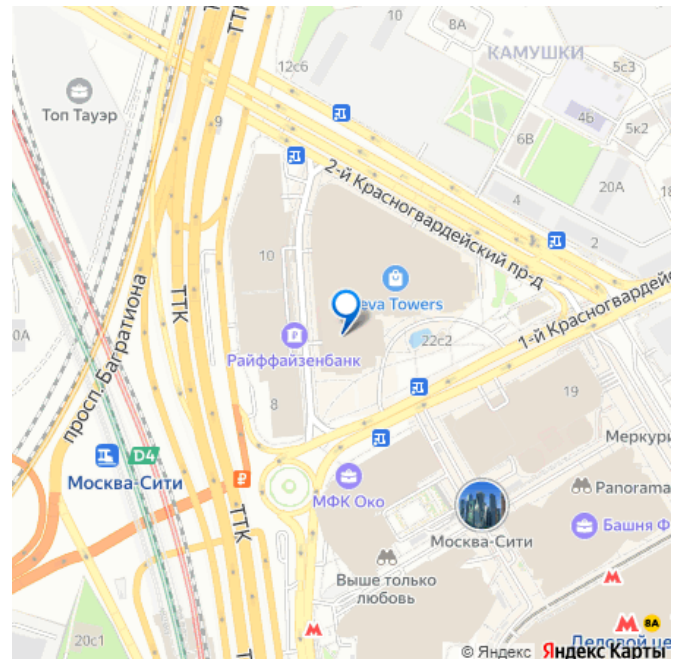 10
8А
КАМУШКИ
5с3
12с6
ТТК
Топ Тауэр
9
4Б
5к2
6В
2-й Красногвардейский пр-д
20А
4
2
10
eva Towers
просп. Багратиона
ТТК
1-й Красногвардейс
22с2
Райффайзенбанк
19
8
Меркури
D4
Москва-Сити
МФК Око
Panorama
ТТК
Башня Ф
Москва-Сити
Выше только
любовь
20с1
8А
Деловой це
© Яндекс Яндекс Карты